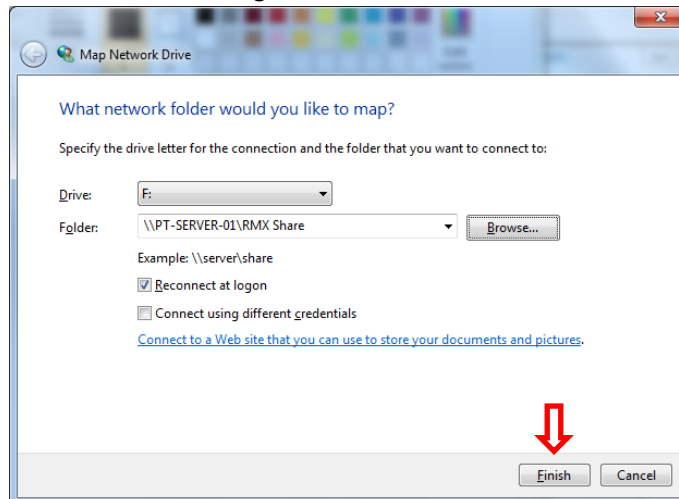 Map Network Drive
What network folder would you like to map?
Specify the drive letter for the connection and the folder that you want to connect to:
Drive: F:
Folder: \\PT-SERVER-01\RMX Share Browse...
Example: \\server\share
Reconnect at logon
Connect using different credentials
Connect to a Web site that you can use to store your documents and pictures.
Finish Cancel